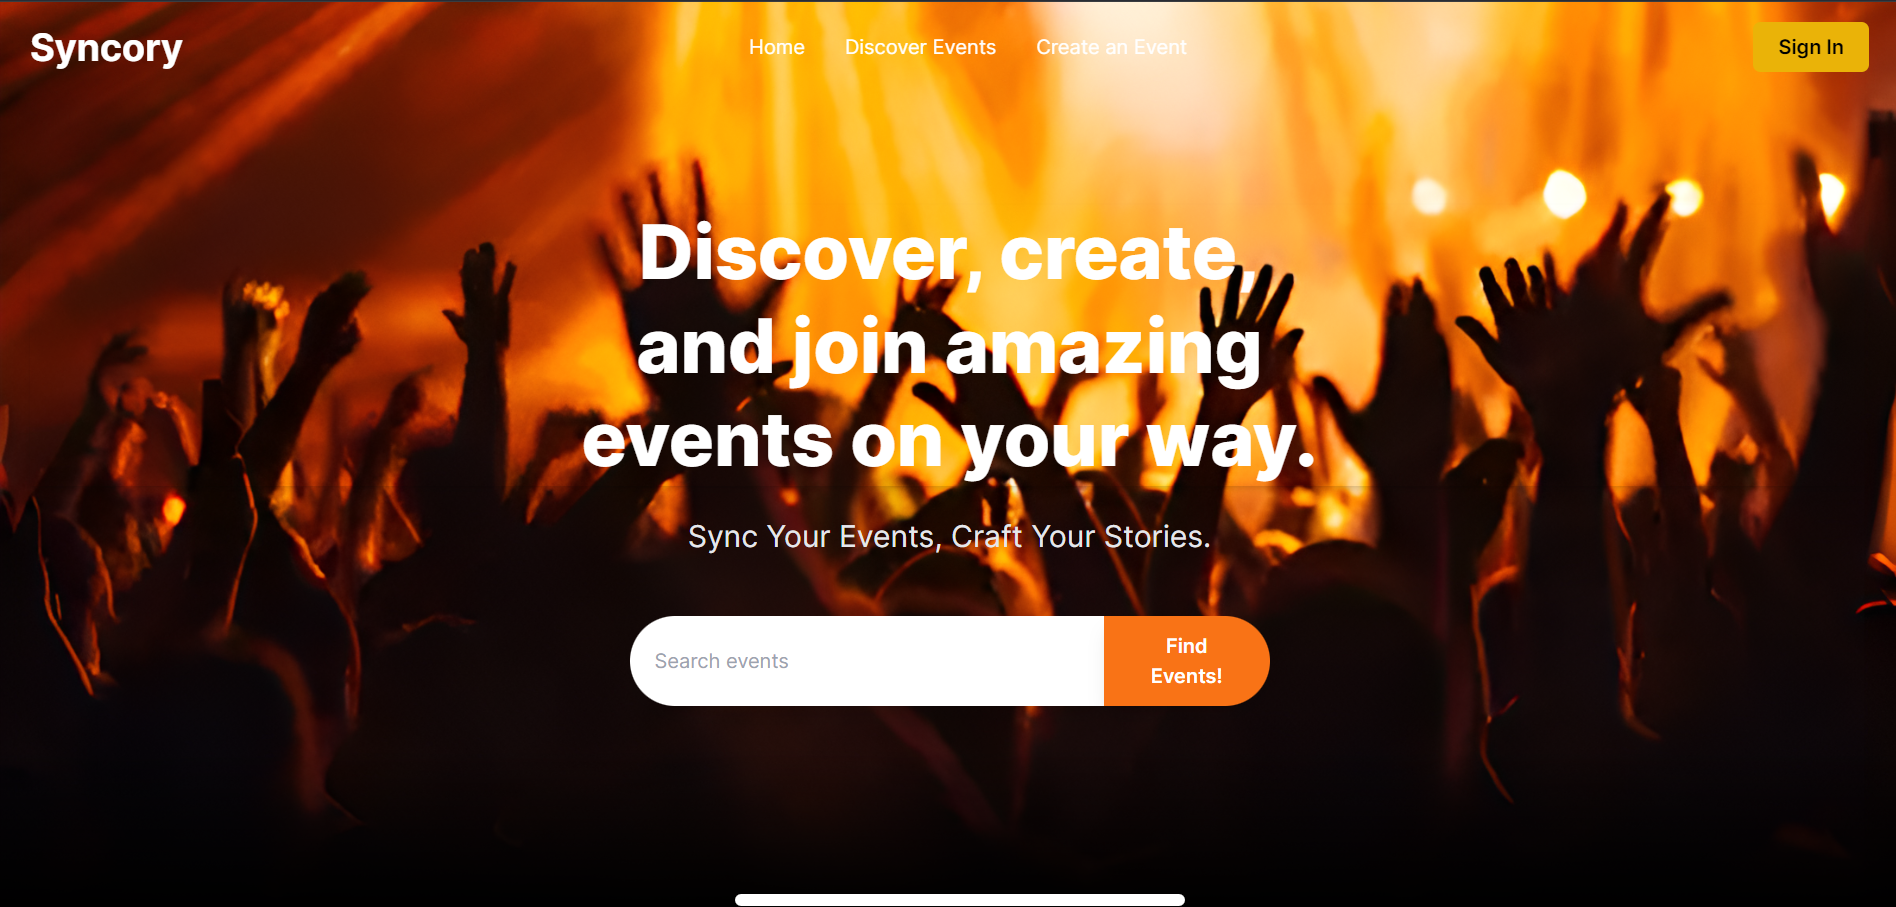 Syncory
Home
Discover Events
Create an Event
Sign In
Discover, create,
and join amazing
events on your way.
Sync Your Events, Craft Your Stories.
Search events
Find
Events!